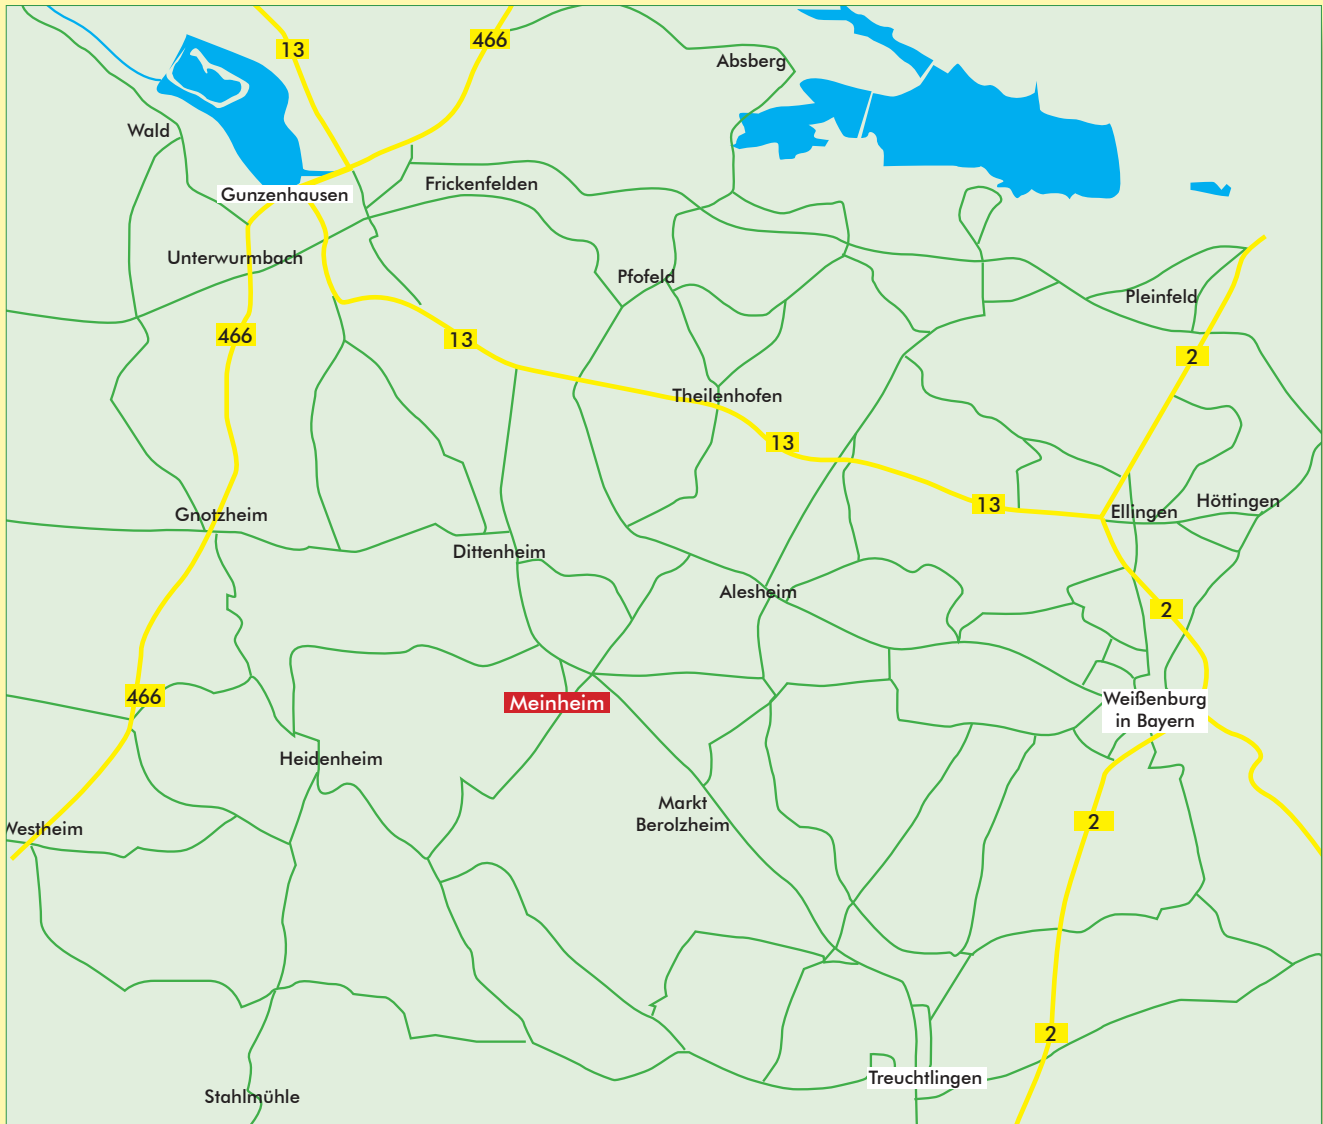 466
13
Absberg
Wald
Frickenfelden
Gunzenhausen
Unterwurmbach
Pfofeld
Pleinfeld
466
13
2
Theilenhofen
13
13
Höttingen
Gnotzheim
Ellingen
Dittenheim
Alesheim
2
466
Meinheim
Weißenburg
in Bayern
Heidenheim
Markt
Berolzheim
2
Westheim
2
Treuchtlingen
Stahlmühle